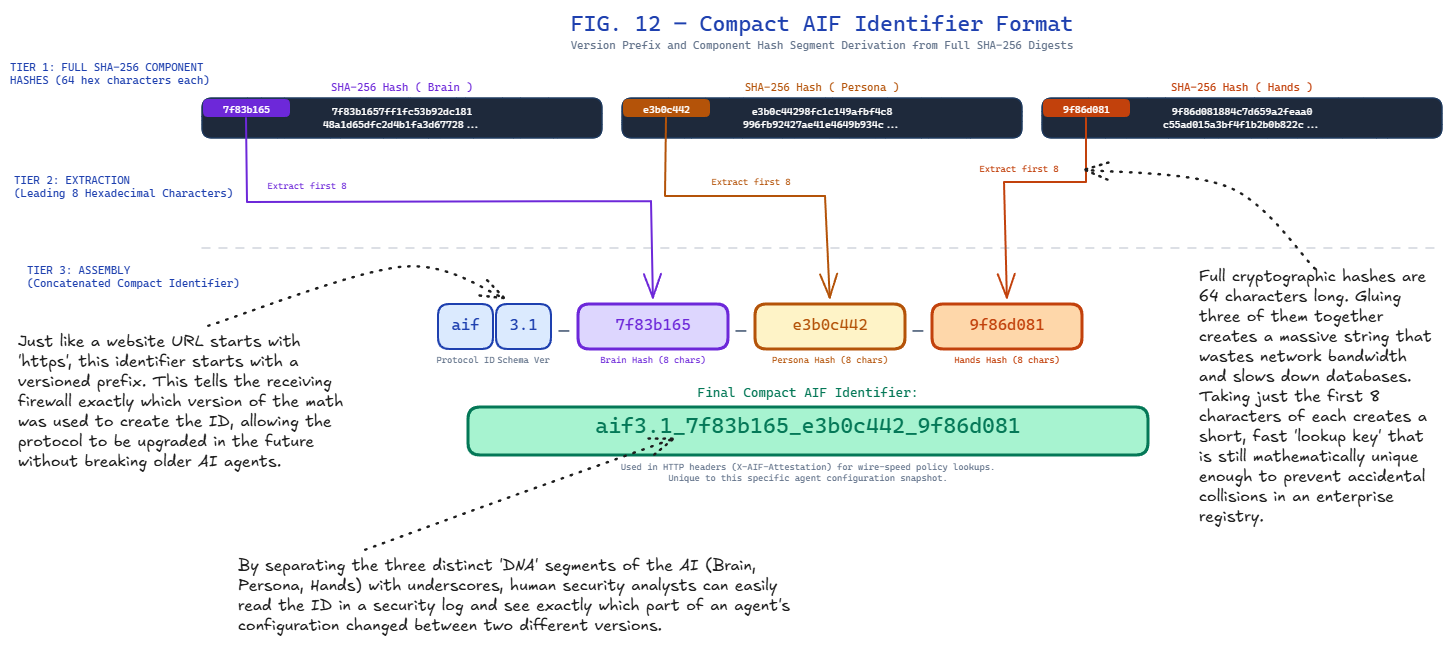 FIG. 12 — Compact AIF Identifier Format
Version Prefix and Component Hash Segment Derivation from Full SHA-256 Digests
TIER 1: FULL SHA-256 COMPONENT
HASHES (64 hex characters each)
SHA-256 Hash ( Brain )
7f83b165
7f83b1657ff1fc53b92dc181
48a1d65dfc2d4b1fa3d67728 ...
SHA-256 Hash ( Persona )
e3b0c442
e3b0c44298fc1c149afbf4c8
996fb92427ae41e4649b934c ...
SHA-256 Hash ( Hands )
9f86d081
9f86d081884c7d659a2feaa0
c55ad015a3bf4f1b2b0b822c ...
TIER 2: EXTRACTION
(Leading 8 Hexadecimal Characters)
Extract first 8
Extract first 8
Extract first 8
TIER 3: ASSEMBLY
(Concatenated Compact Identifier)
aif 3.1 _ 7f83b165 _ e3b0c442 _ 9f86d081
Protocol ID Schema Ver Brain Hash (8 chars) Persona Hash (8 chars) Hands Hash (8 chars)
Final Compact AIF Identifier:
aif3.1_7f83b165_e3b0c442_9f86d081
Used in HTTP headers (X-AIF-Attestation) for wire-speed policy lookups.
Unique to this specific agent configuration snapshot.
Just like a website URL starts with
'https', this identifier starts with a
versioned prefix. This tells the receiving
firewall exactly which version of the math
was used to create the ID, allowing the
protocol to be upgraded in the future
without breaking older AI agents.
Full cryptographic hashes are
64 characters long. Gluing
three of them together
creates a massive string that
wastes network bandwidth
and slows down databases.
Taking just the first 8
characters of each creates a
short, fast 'lookup key' that
is still mathematically unique
enough to prevent accidental
collisions in an enterprise
registry.
By separating the three distinct 'DNA' segments of the AI (Brain,
Persona, Hands) with underscores, human security analysts can easily
read the ID in a security log and see exactly which part of an agent's
configuration changed between two different versions.